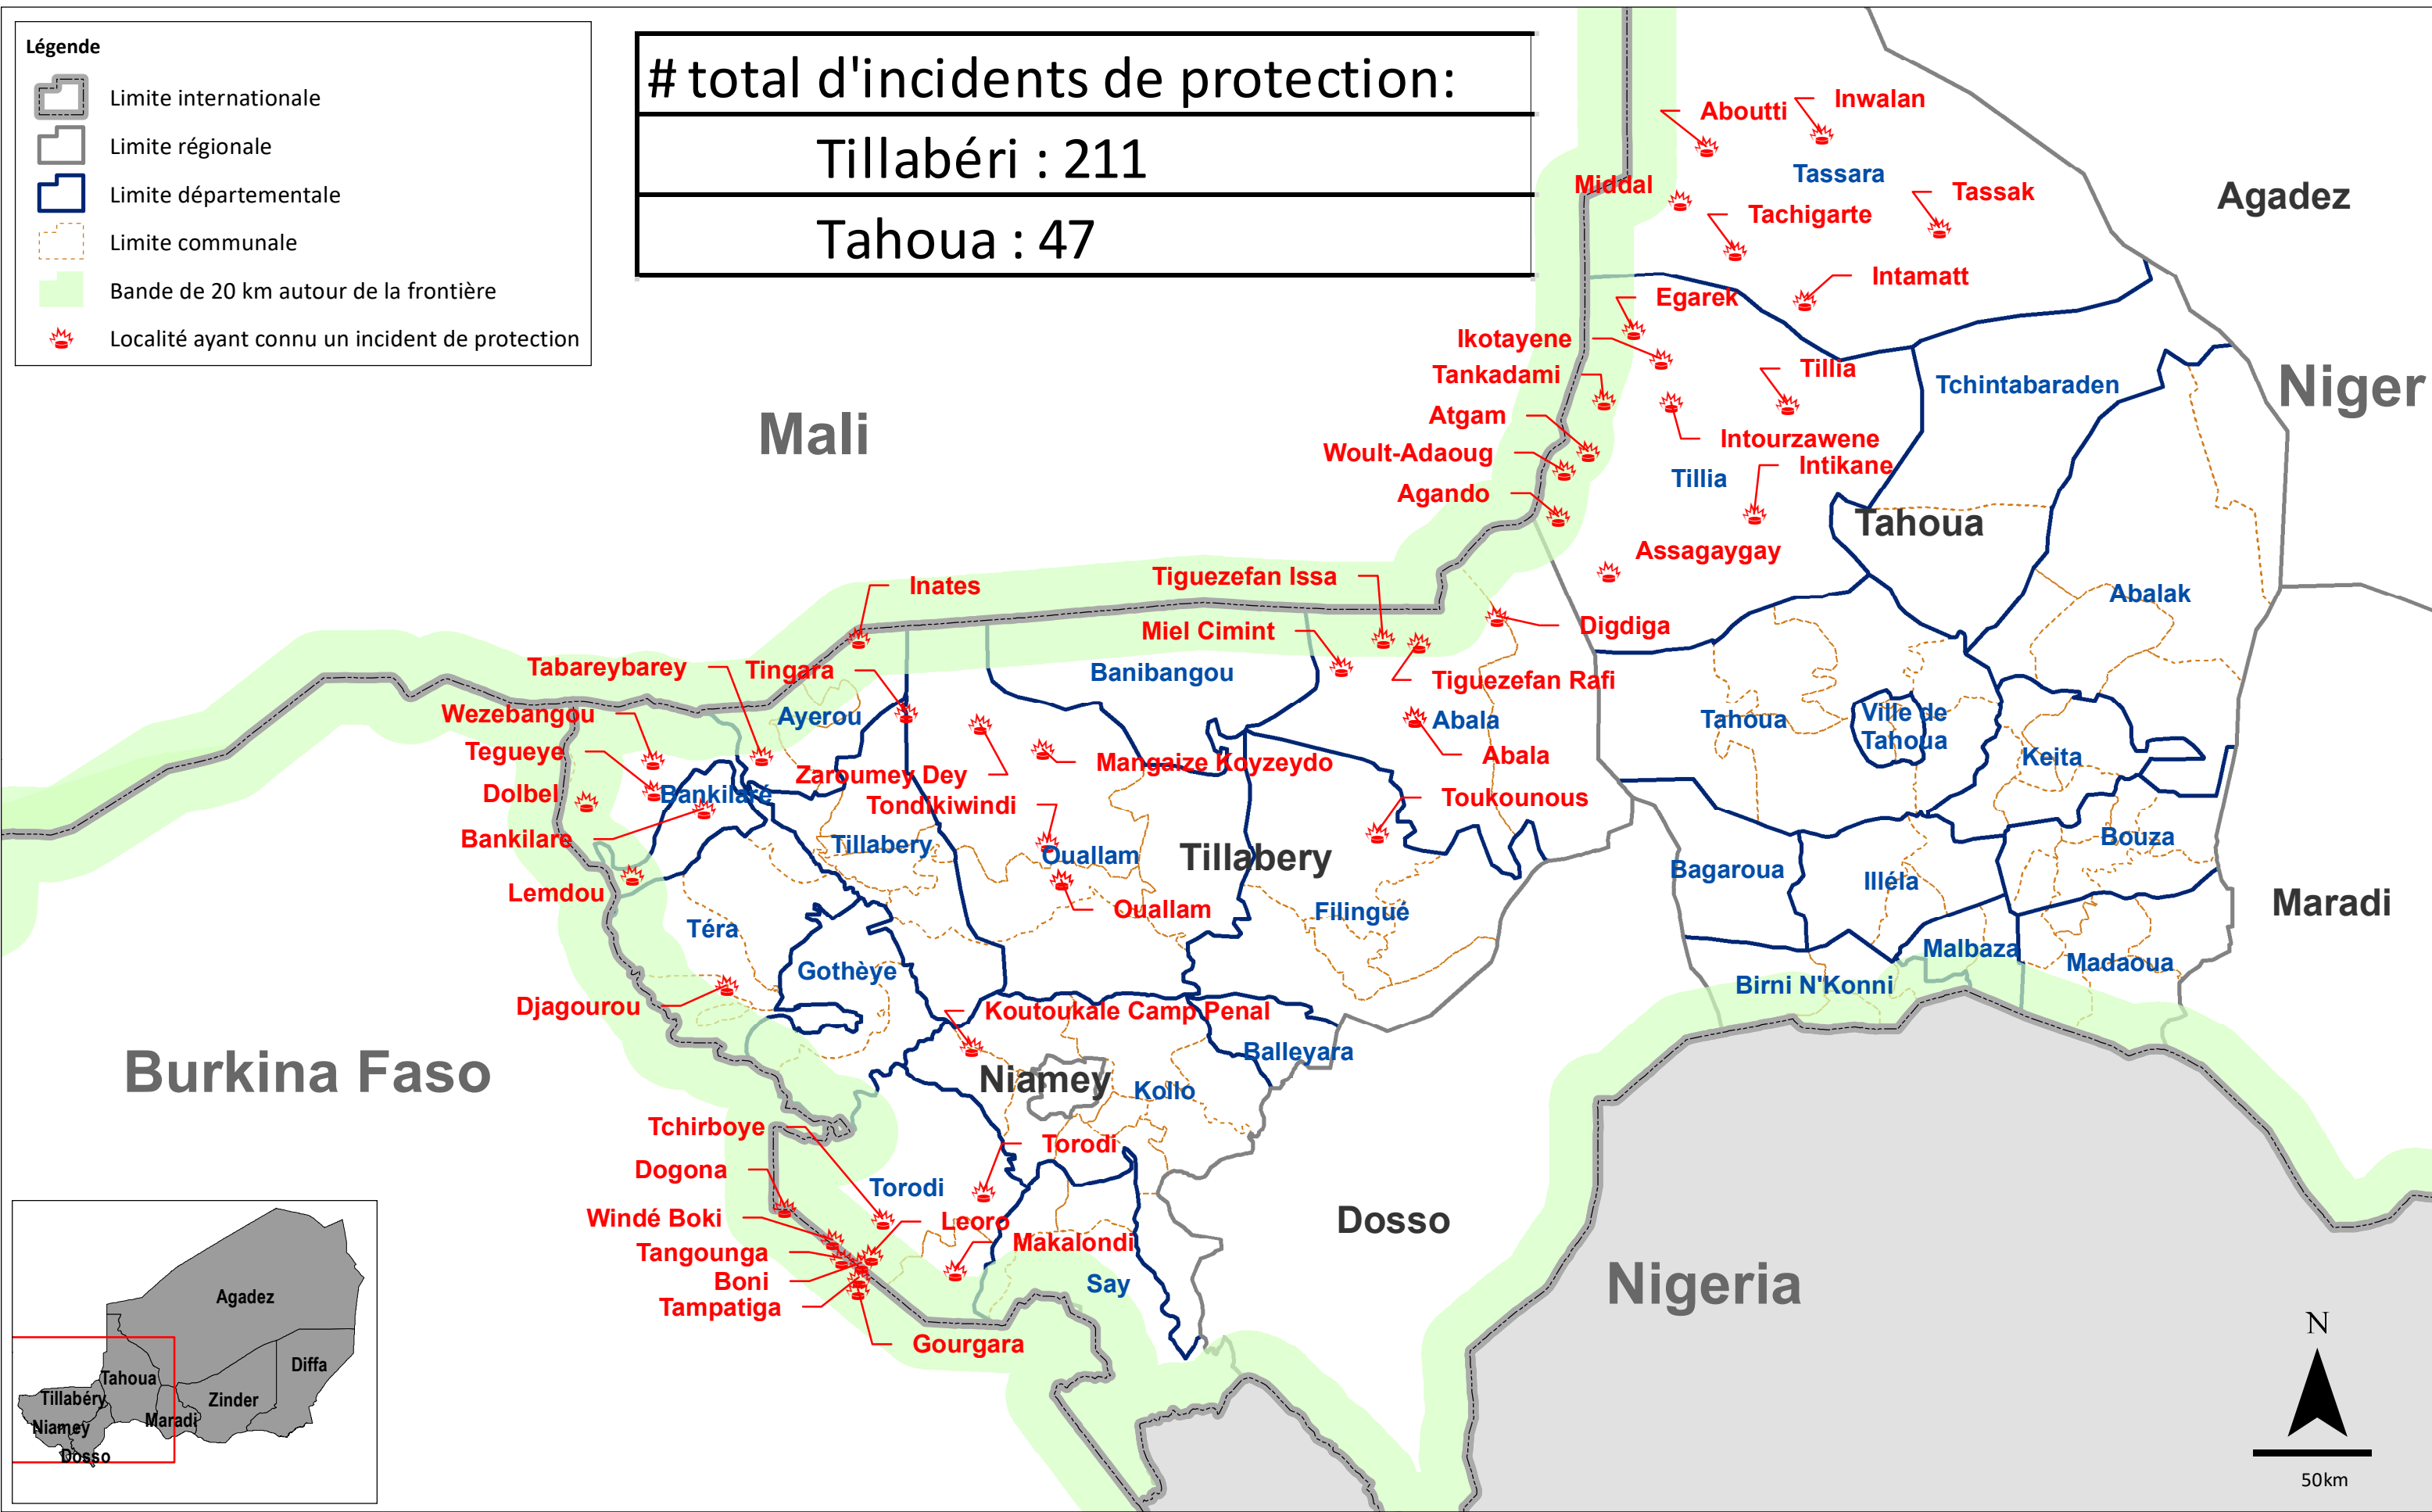 Légende
Limite internationale
Limite régionale
Limite départementale
Limite communale
Bande de 20 km autour de la frontière
Localité ayant connu un incident de protection
# total d'incidents de protection:
Tillabéri : 211
Tahoua : 47
Aboutti
Inwalan
Tassara
Middal
Tachigarte
Tassak
Agadez
Intamatt
Egarek
Ikotayene
Tankadami
Tillia
Tchintabaraden
Niger
Mali
Atgam
Woult-Adaoug
Intourzawene
Intikane
Tillia
Agando
Tahoua
Assagaygay
Inates
Tiguezefan Issa
Abalak
Miel Cimint
Digdiga
Tabareybarey
Tingara
Banibangou
Tiguezefan Rafi
Wezebangou
Ayerou
Abala
Tahoua
Ville de
Tahoua
Tegueye
Zaroumey Dey
Mangaize Koyzeydo
Abala
Keita
Dolbel
Bankilaré
Tondikiwindi
Toukounous
Bankilare
Tillabery
Ouallam
Tillabery
Bouza
Bagaroua
Illéla
Lemdou
Téra
Ouallam
Filingué
Maradi
Gothèye
Malbaza
Madaoua
Birni N'Konni
Djagourou
Koutoukale Camp Penal
Balleyara
Burkina Faso
Niamey
Kollo
Tchirboye
Torodi
Dogona
Torodi
Windé Boki
Leoro
Dosso
Tangounga
Makalondi
Boni
Say
Nigeria
Tampatiga
Gourgara
Agadez
Diffa
Tahoua
Tillabéry
Zinder
Niamey
Maradi
Dosso
N
50km